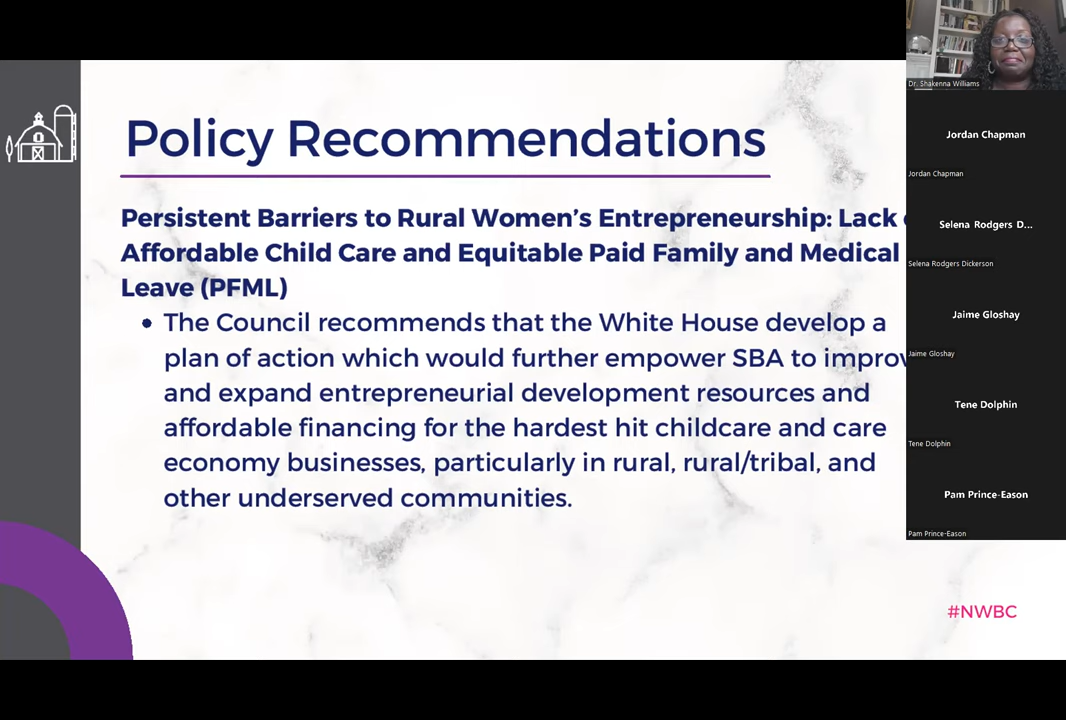 Policy Recommendations
Persistent Barriers to Rural Women's Entrepreneurship: Lack
Affordable Child Care and Equitable Paid Family and Medical
Leave (PFML)
• The Council recommends that the White House develop a
plan of action which would further empower SBA to improv
and expand entrepreneurial development resources and
affordable financing for the hardest hit childcare and care
economy businesses, particularly in rural, rural/tribal, and
other underserved communities.
#NWBC
Dr. Shakenna Williams
Jordan Chapman
Jordan Chapman
Selena Rodgers D...
Selena Rodgers Dickerson
Jaime Gloshay
Jaime Gloshay
Tene Dolphin
Tene Dolphin
Pam Prince-Eason
Pam Prince-Eason